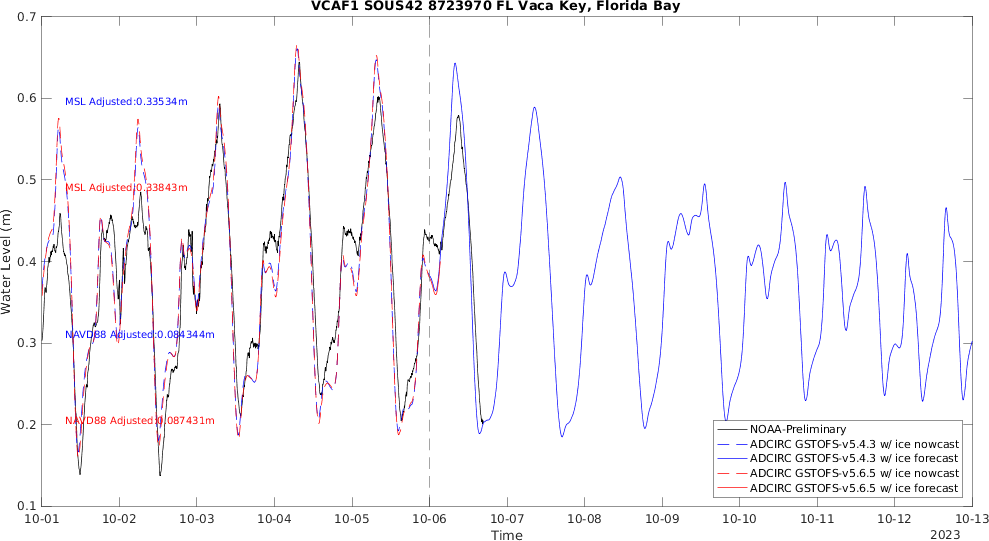 VCAF1 SOUS42 8723970 FL Vaca Key, Florida Bay
0.7
0.6
0.5
0.4
0.3
0.2
0.1
Water Level (m)
MSL Adjusted:0.33534m
MSL Adjusted:0.33843m
NAVD88 Adjusted:0.084344m
NAVD88 Adjusted:0.087431m
NOAA-Preliminary
ADCIRC GSTOFS-v5.4.3 w/ ice nowcast
ADCIRC GSTOFS-v5.4.3 w/ ice forecast
ADCIRC GSTOFS-v5.6.5 w/ ice nowcast
ADCIRC GSTOFS-v5.6.5 w/ ice forecast
10-01 10-02 10-03 10-04 10-05 10-06 10-07 10-08 10-09 10-10 10-11 10-12 10-13
Time
2023